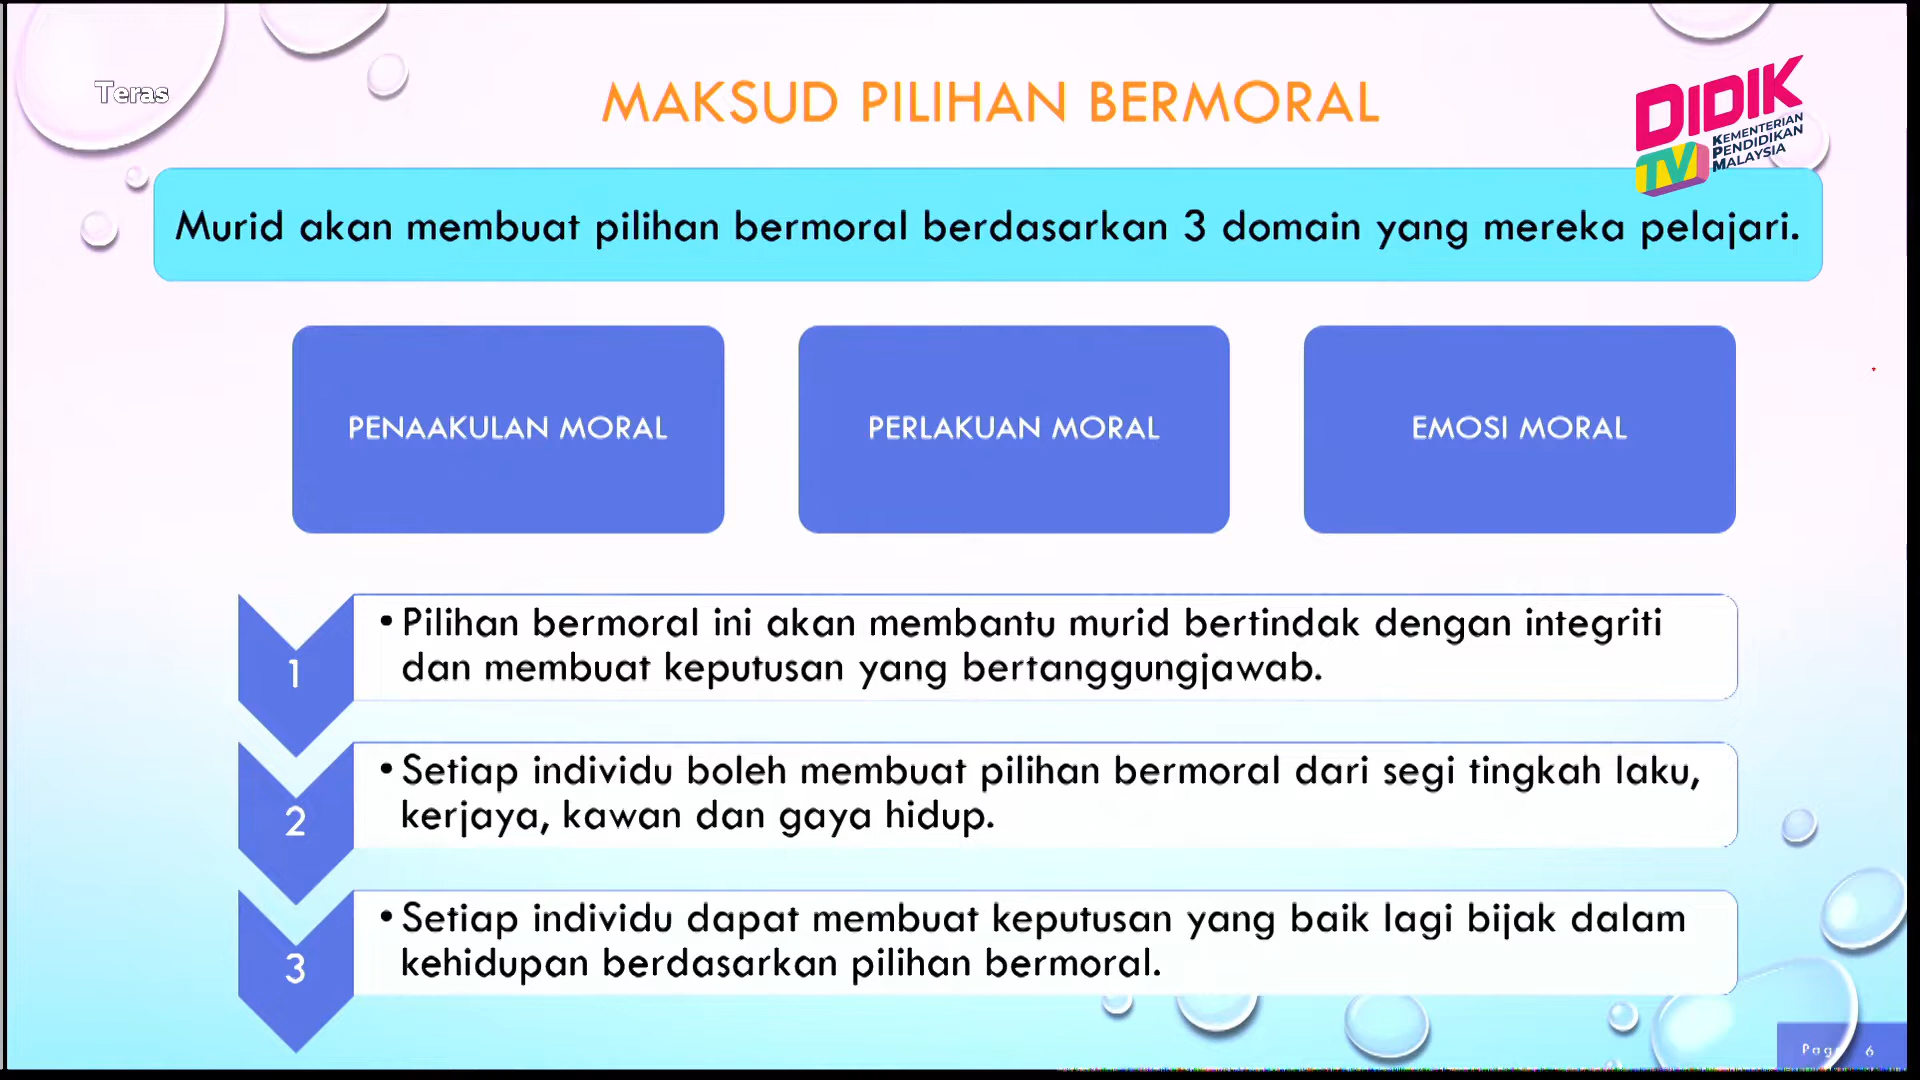 Teras
MAKSUD PILIHAN BERMORAL
DIDIK
TV
KEMENTERIAN
PENDIDIKAN
MALAYSIA
Murid akan membuat pilihan bermoral berdasarkan 3 domain yang mereka pelajari.
PENAAKULAN MORAL
PERLAKUAN MORAL
EMOSI MORAL
1
• Pilihan bermoral ini akan membantu murid bertindak dengan integriti
dan membuat keputusan yang bertanggungjawab.
2
• Setiap individu boleh membuat pilihan bermoral dari segi tingkah laku,
kerjaya, kawan dan gaya hidup.
3
• Setiap individu dapat membuat keputusan yang baik lagi bijak dalam
kehidupan berdasarkan pilihan bermoral.
Page 6